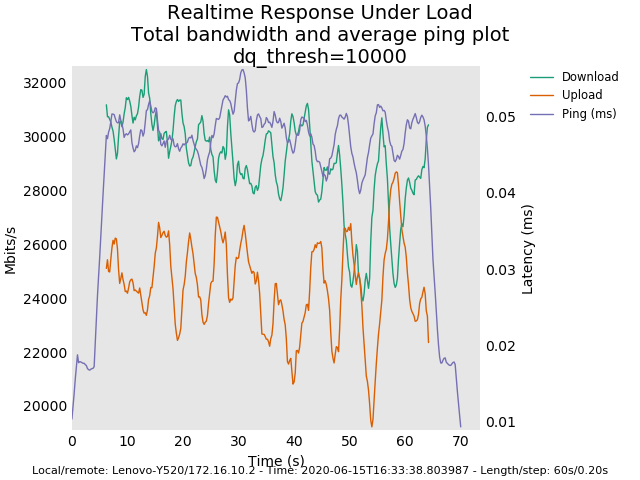 Realtime Response Under Load
Total bandwidth and average ping plot
dq_thresh=10000
Download
Upload
Ping (ms)
Mbits/s
32000
30000
28000
26000
24000
22000
20000
Latency (ms)
0.05
0.04
0.03
0.02
0.01
0 10 20 30 40 50 60 70
Time (s)
Local/remote: Lenovo-Y520/172.16.10.2 - Time: 2020-06-15T16:33:38.803987 - Length/step: 60s/0.20s